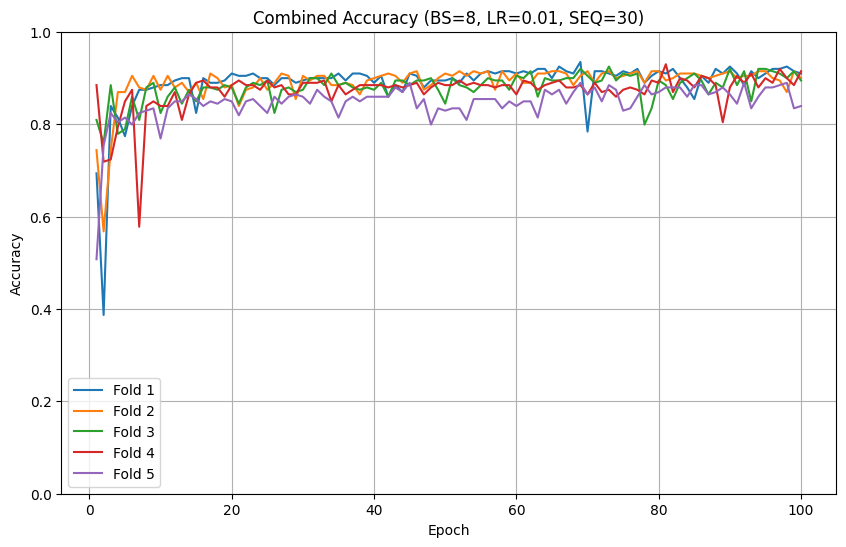 Combined Accuracy (BS=8, LR=0.01, SEQ=30)
1.0
0.8
0.6
0.4
0.2
0.0
Accuracy
Fold 1
Fold 2
Fold 3
Fold 4
Fold 5
0 20 40 60 80 100
Epoch